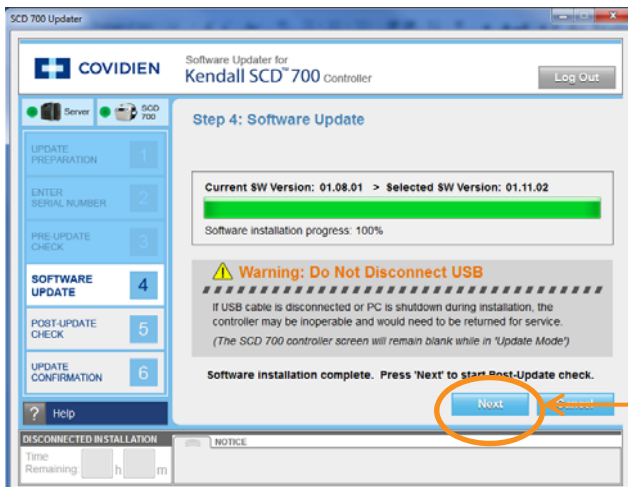 SCD 700 Updater
COVIDIEN
Software Updater for
Kendall SCD™ 700 Controller
Log Out
Server
SCD
700
Step 4: Software Update
UPDATE
PREPARATION
1
ENTER
SERIAL NUMBER
2
PRE-UPDATE
CHECK
3
SOFTWARE
UPDATE
4
POST-UPDATE
CHECK
5
UPDATE
CONFIRMATION
6
? Help
Current SW Version: 01.08.01 > Selected SW Version: 01.11.02
Software installation progress: 100%
Warning: Do Not Disconnect USB
If USB cable is disconnected or PC is shutdown during installation, the
controller may be inoperable and would need to be returned for service.
(The SCD 700 controller screen will remain blank while in 'Update Mode')
Software installation complete. Press 'Next' to start Post-Update check.
Next
Cancel
DISCONNECTED INSTALLATION
Time
Remaining: h m
NOTICE